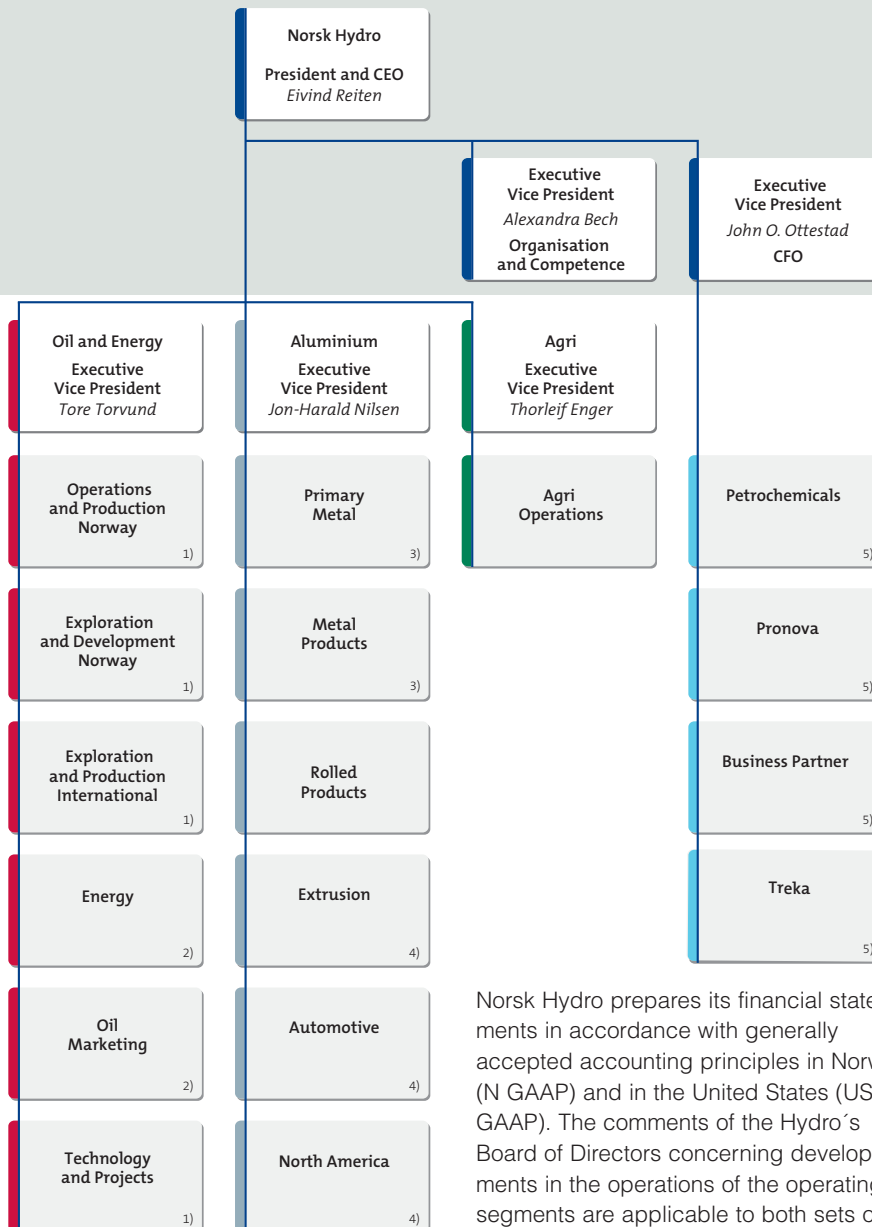 Norsk Hydro
President and CEO
Eivind Reiten
Executive
Vice President
Alexandra Bech
Organisation
and Competence
Executive
Vice President
John O. Ottestad
CFO
Oil and Energy
Executive
Vice President
Tore Torvund
Aluminium
Executive
Vice President
Jon-Harald Nilsen
Agri
Executive
Vice President
Thorleif Enger
Operations
and Production
Norway
1)
Primary
Metal
3)
Agri
Operations
Petrochemicals
5)
Exploration
and Development
Norway
1)
Metal
Products
3)
Pronova
5)
Exploration
and Production
International
1)
Rolled
Products
Business Partner
5)
Energy
2)
Extrusion
4)
Treka
5)
Oil
Marketing
2)
Automotive
4)
Technology
and Projects
1)
North America
4)
Norsk Hydro prepares its financial state
ments in accordance with generally
accepted accounting principles in Norw
(N GAAP) and in the United States (US
GAAP). The comments of the Hydro´s
Board of Directors concerning develop
ments in the operations of the operating
segments are applicable to both sets o